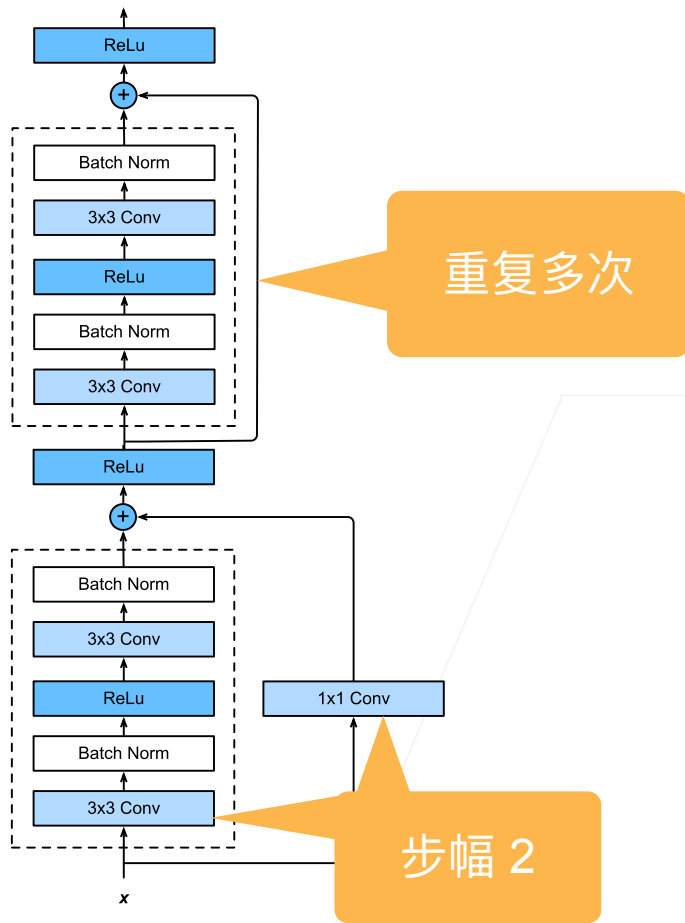 ReLu
+
Batch Norm
3x3 Conv
ReLu
Batch Norm
3x3 Conv
重复多次
ReLu
+
Batch Norm
3x3 Conv
ReLu
1x1 Conv
Batch Norm
3x3 Conv
步幅 2
x